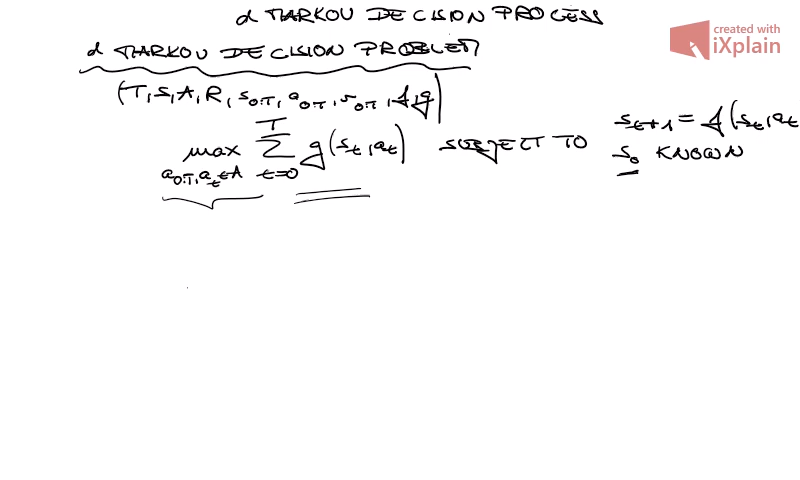 d MARKOV DECISION PROCESS
d MARKOV DECISION PROBLEM
created with
iXplain
(T, S, A, R, s₀:T, a₀:T, r₀:T, f, g)
max a₀:T, aₜ∈A Σ t=0 T g(sₜ, aₜ) SUBJECT TO sₜ₊₁ = f(sₜ, aₜ
s₀ KNOWN